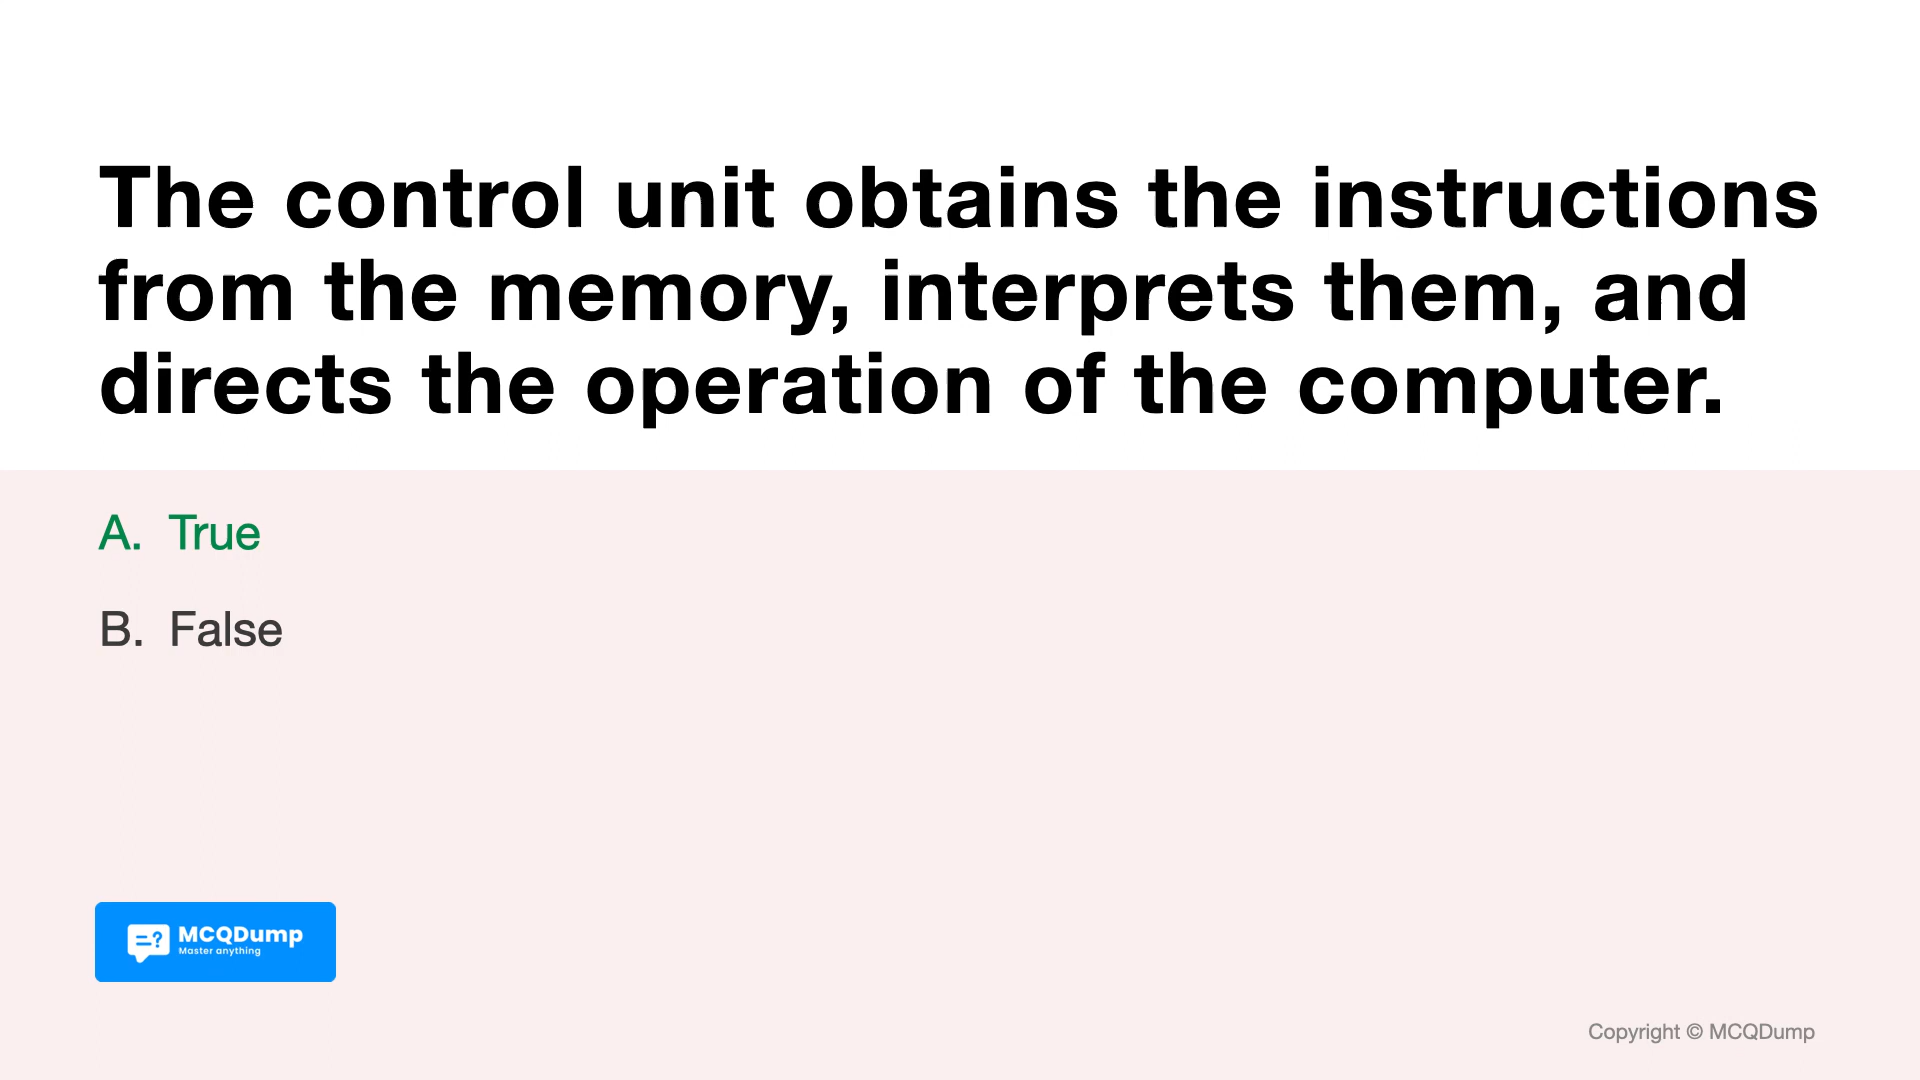 The control unit obtains the instructions
from the memory, interprets them, and
directs the operation of the computer.
A. True
B. False
=?
MCQDump
Master anything
Copyright © MCQDump